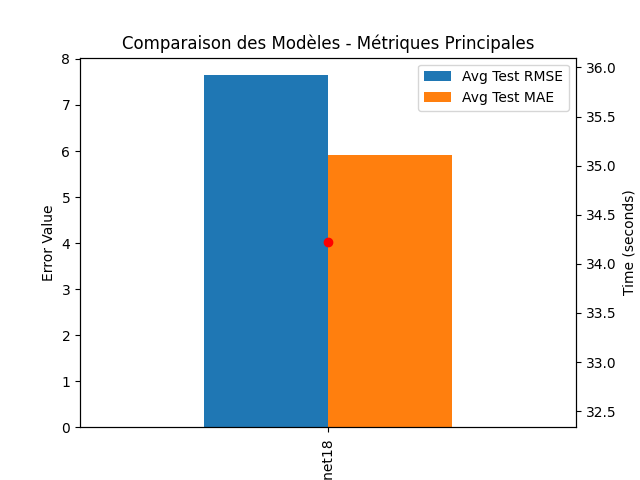 Comparaison des Modèles - Métriques Principales
Avg Test RMSE
Avg Test MAE
8
7
6
5
4
3
2
1
0
Error Value
36.0
35.5
35.0
34.5
34.0
33.5
33.0
32.5
Time (seconds)
net18